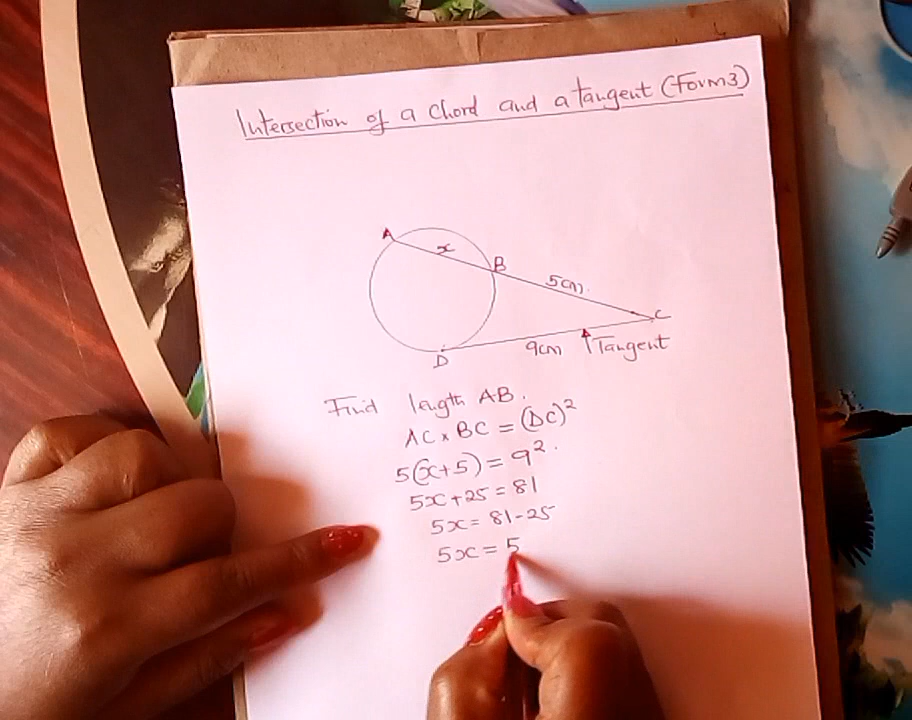 Intersection of a Chord and a tangent (Form3)
A
x
B
5cm.
C
9cm
Tangent
D
Find length AB.
AC x BC = (DC)²
5(x+5) = 9².
5x+25 = 81
5x = 81-25
5x = 5